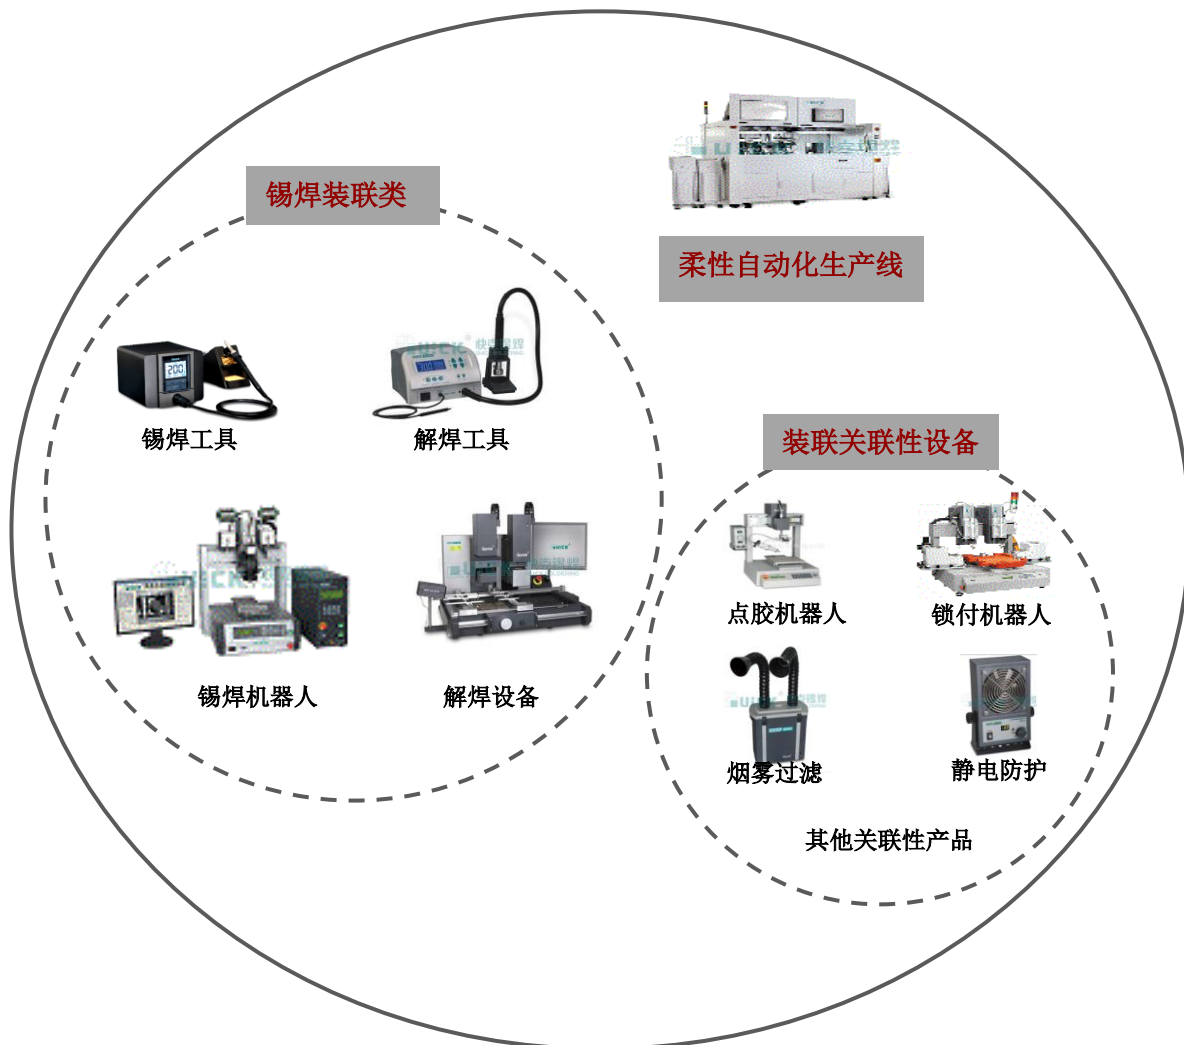 锡焊装联类
柔性自动化生产线
锡焊工具
解焊工具
装联关联性设备
点胶机器人
锁付机器人
锡焊机器人
解焊设备
烟雾过滤
静电防护
其他关联性产品